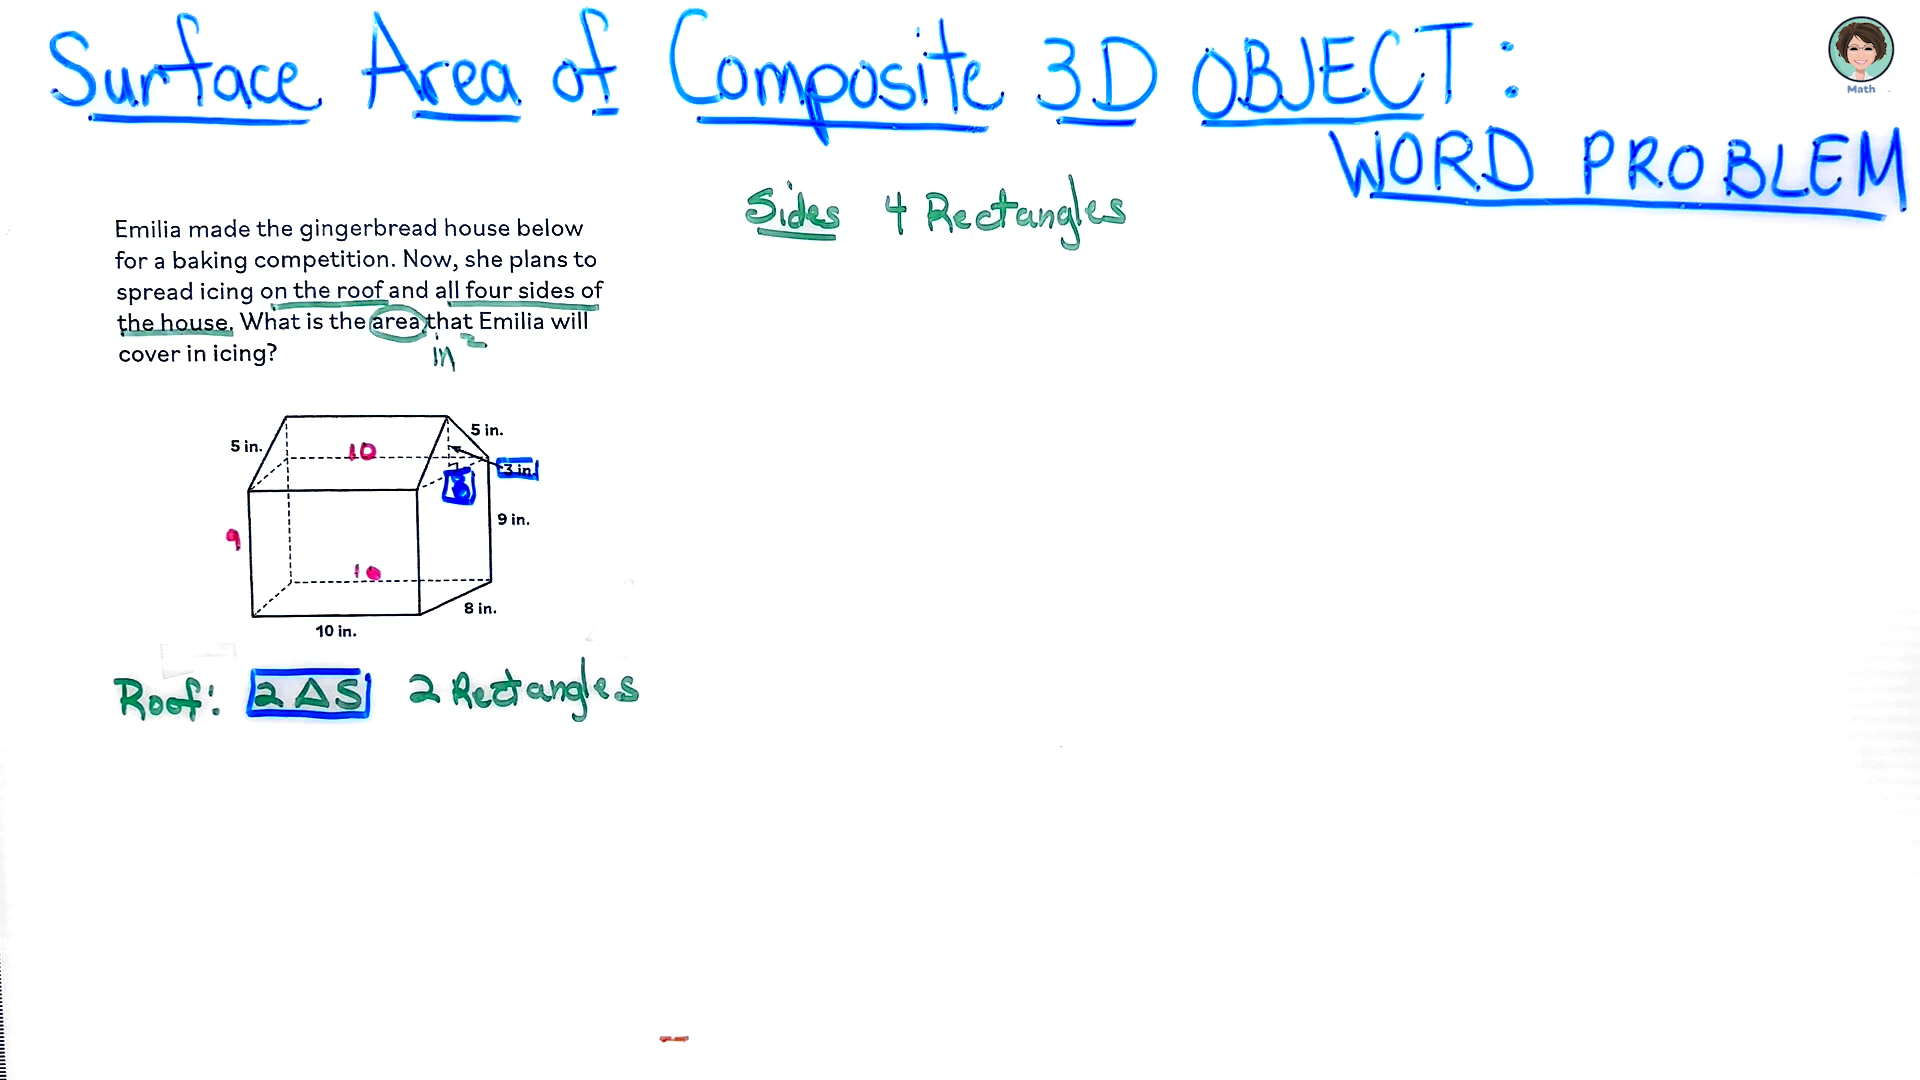 Surface Area of Composite 3D OBJECT:
WORD PROBLEM
Math
Sides 4 Rectangles
Emilia made the gingerbread house below
for a baking competition. Now, she plans to
spread icing on the roof and all four sides of
the house. What is the area that Emilia will
cover in icing?
in²
5 in.
5 in.
10
3 in.
8
9 in.
9
10
8 in.
10 in.
Roof: 2 △S 2 Rectangles